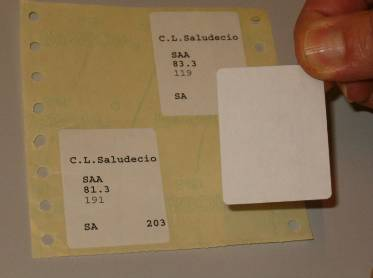 C.L.Saludecio
SAA
83.3
119
SA
C.L.Saludecio
SAA
81.3
191
SA 203